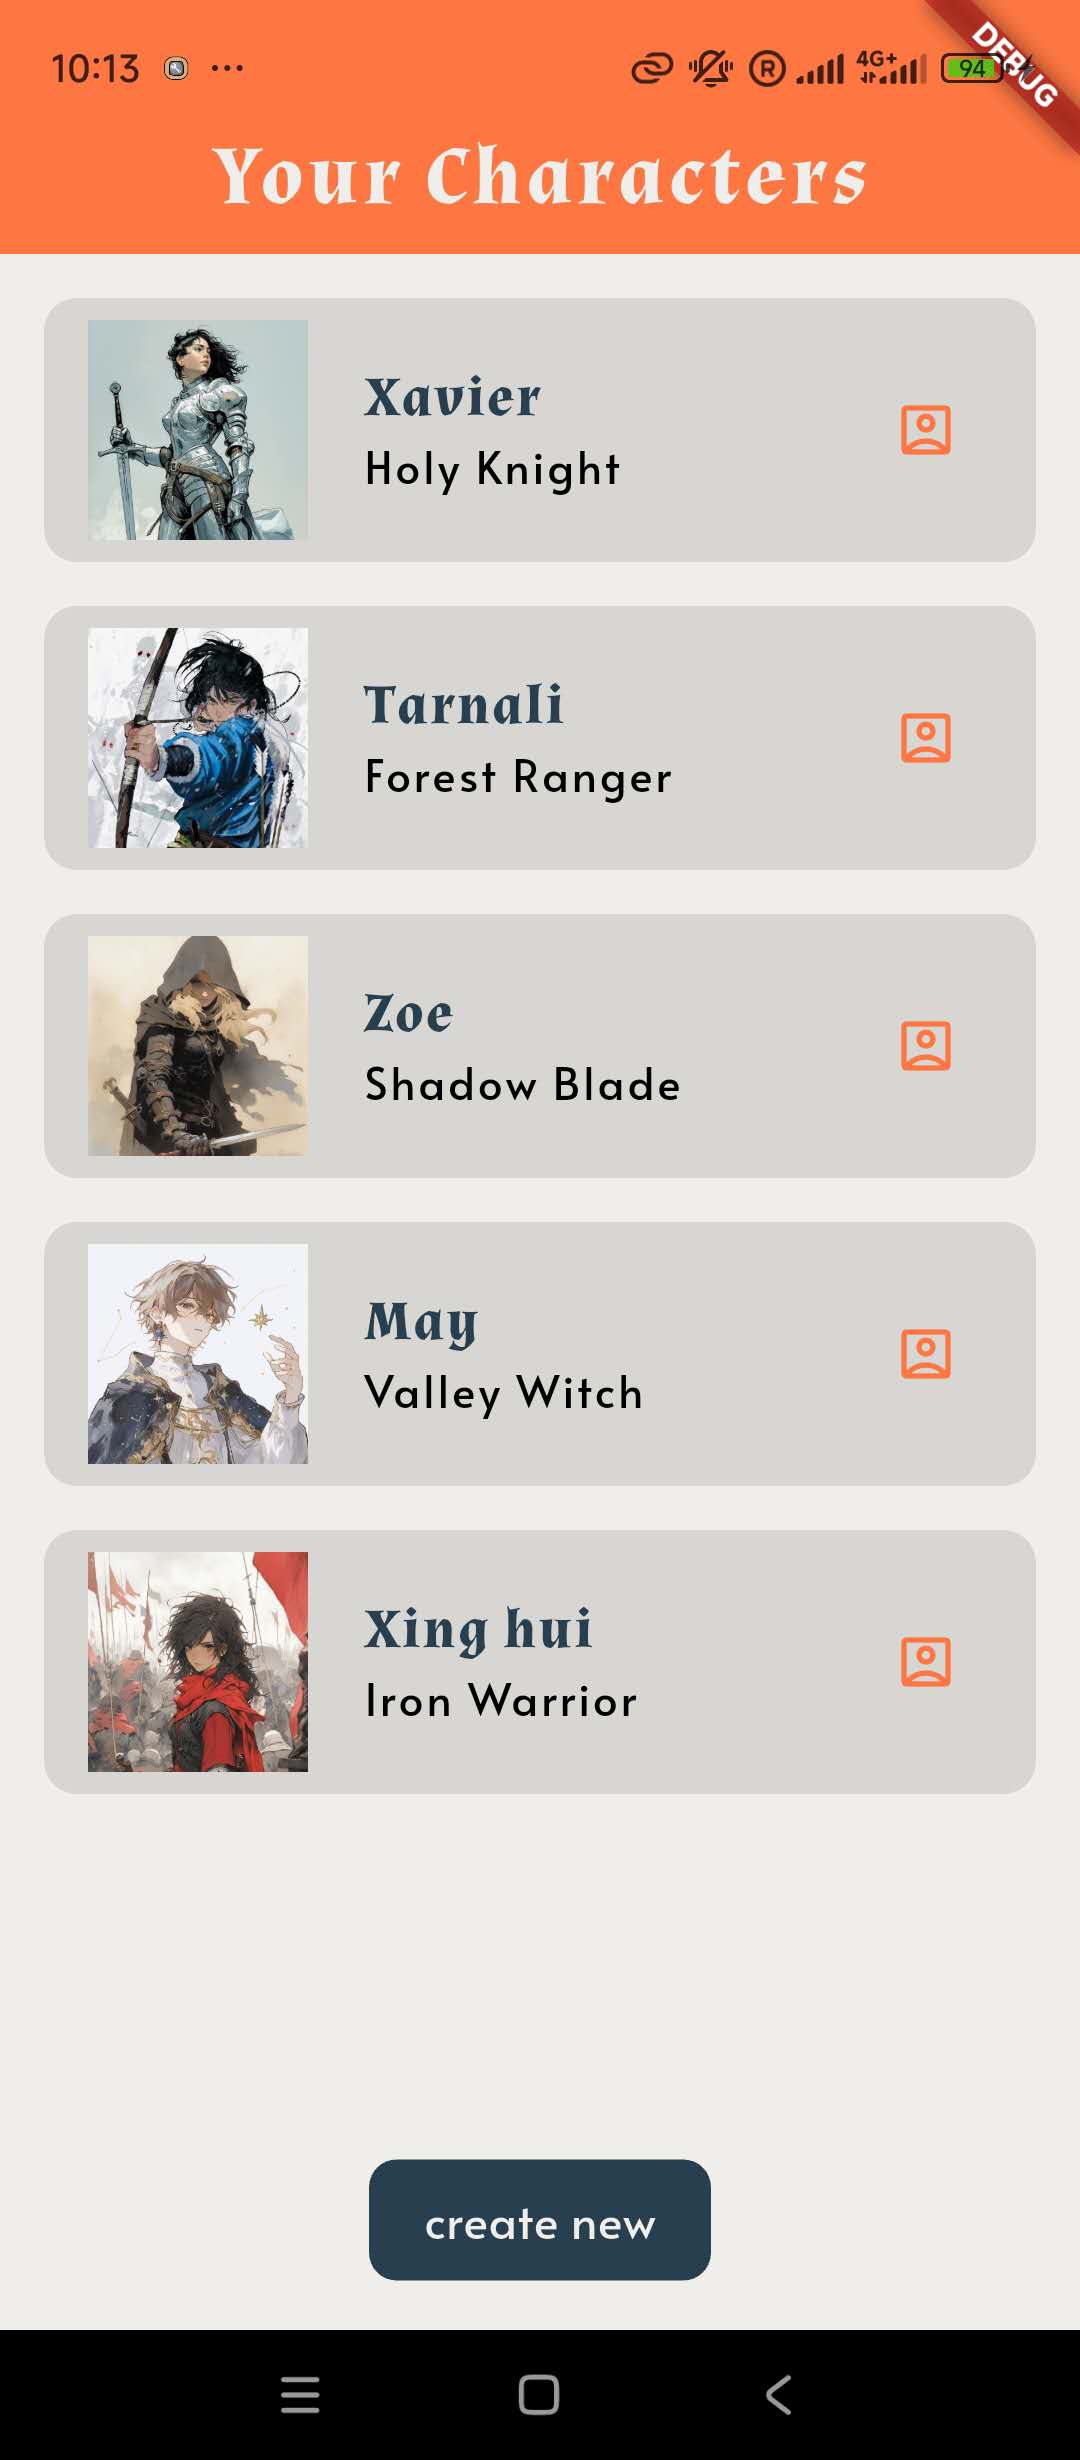 10:13
R
4G+
94
DEBUG
Your Characters
Xavier
Holy Knight
Tarnali
Forest Ranger
Zoe
Shadow Blade
May
Valley Witch
Xing hui
Iron Warrior
create new